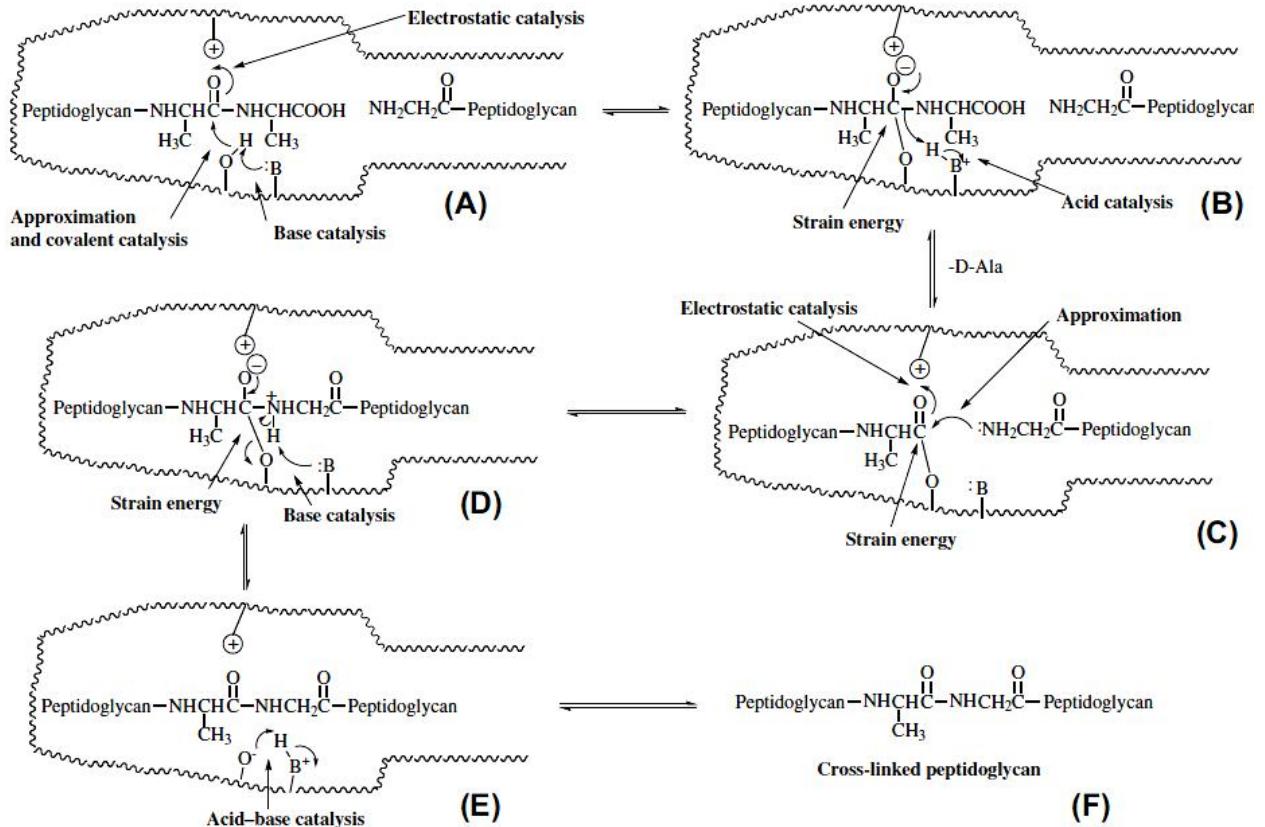 Electrostatic catalysis
+
O
Peptidoglycan—NHCHC—NHCHCOOH
H₃C
H
CH₃
O
:B
O
NH₂CH₂C—Peptidoglycan
Approximation
and covalent catalysis
Base catalysis
(A)
+
−
O
Peptidoglycan—NHCHC—NHCHCOOH
H₃C
H
CH₃
O
B⁺
O
NH₂CH₂C—Peptidoglycan
Strain energy
Acid catalysis
(B)
-D-Ala
Electrostatic catalysis
Approximation
+
O
O
Peptidoglycan—NHCHC
:NH₂CH₂C—Peptidoglycan
H₃C
O
:B
Strain energy
(C)
+
−
O
O
+
Peptidoglycan—NHCHC—NHCH₂C—Peptidoglycan
H₃C
H
O
:B
Strain energy
Base catalysis
(D)
+
O
O
Peptidoglycan—NHCHC—NHCH₂C—Peptidoglycan
CH₃
H
O⁻
B⁺
Acid–base catalysis
(E)
O
O
Peptidoglycan—NHCHC—NHCH₂C—Peptidoglycan
CH₃
Cross-linked peptidoglycan
(F)